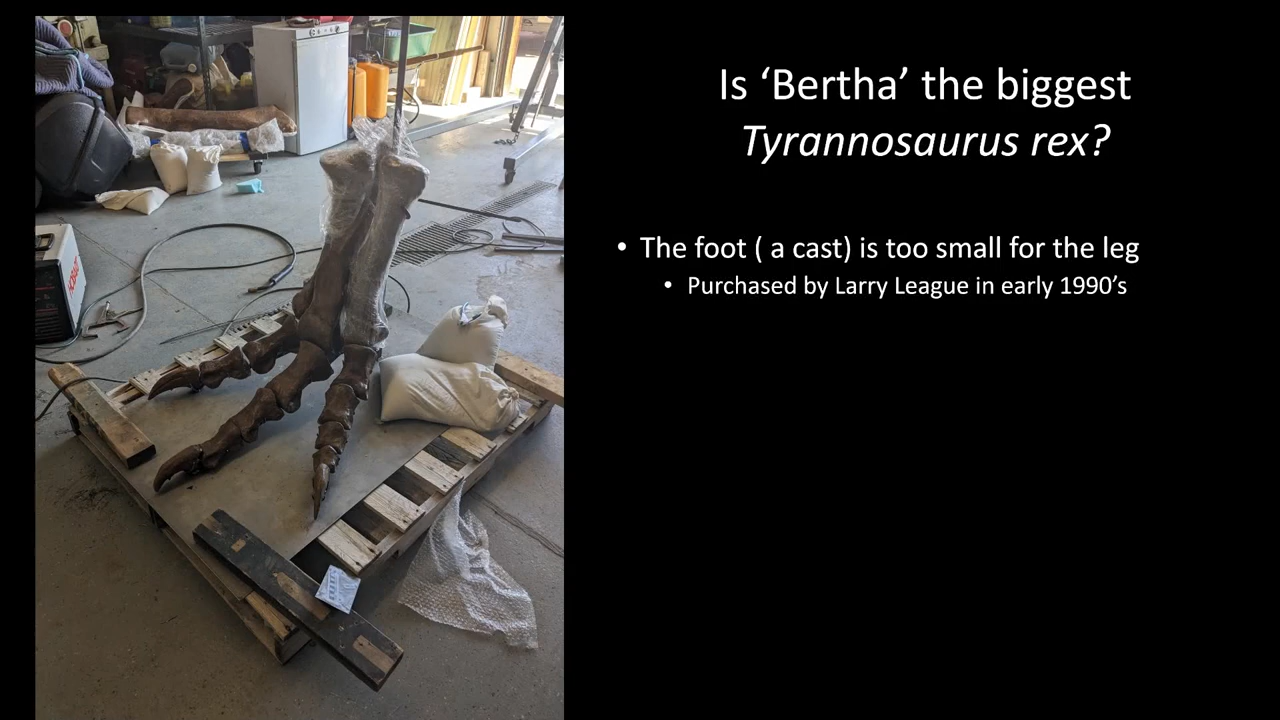 Is ‘Bertha’ the biggest
Tyrannosaurus rex?
• The foot ( a cast) is too small for the leg
• Purchased by Larry League in early 1990’s
HOBART